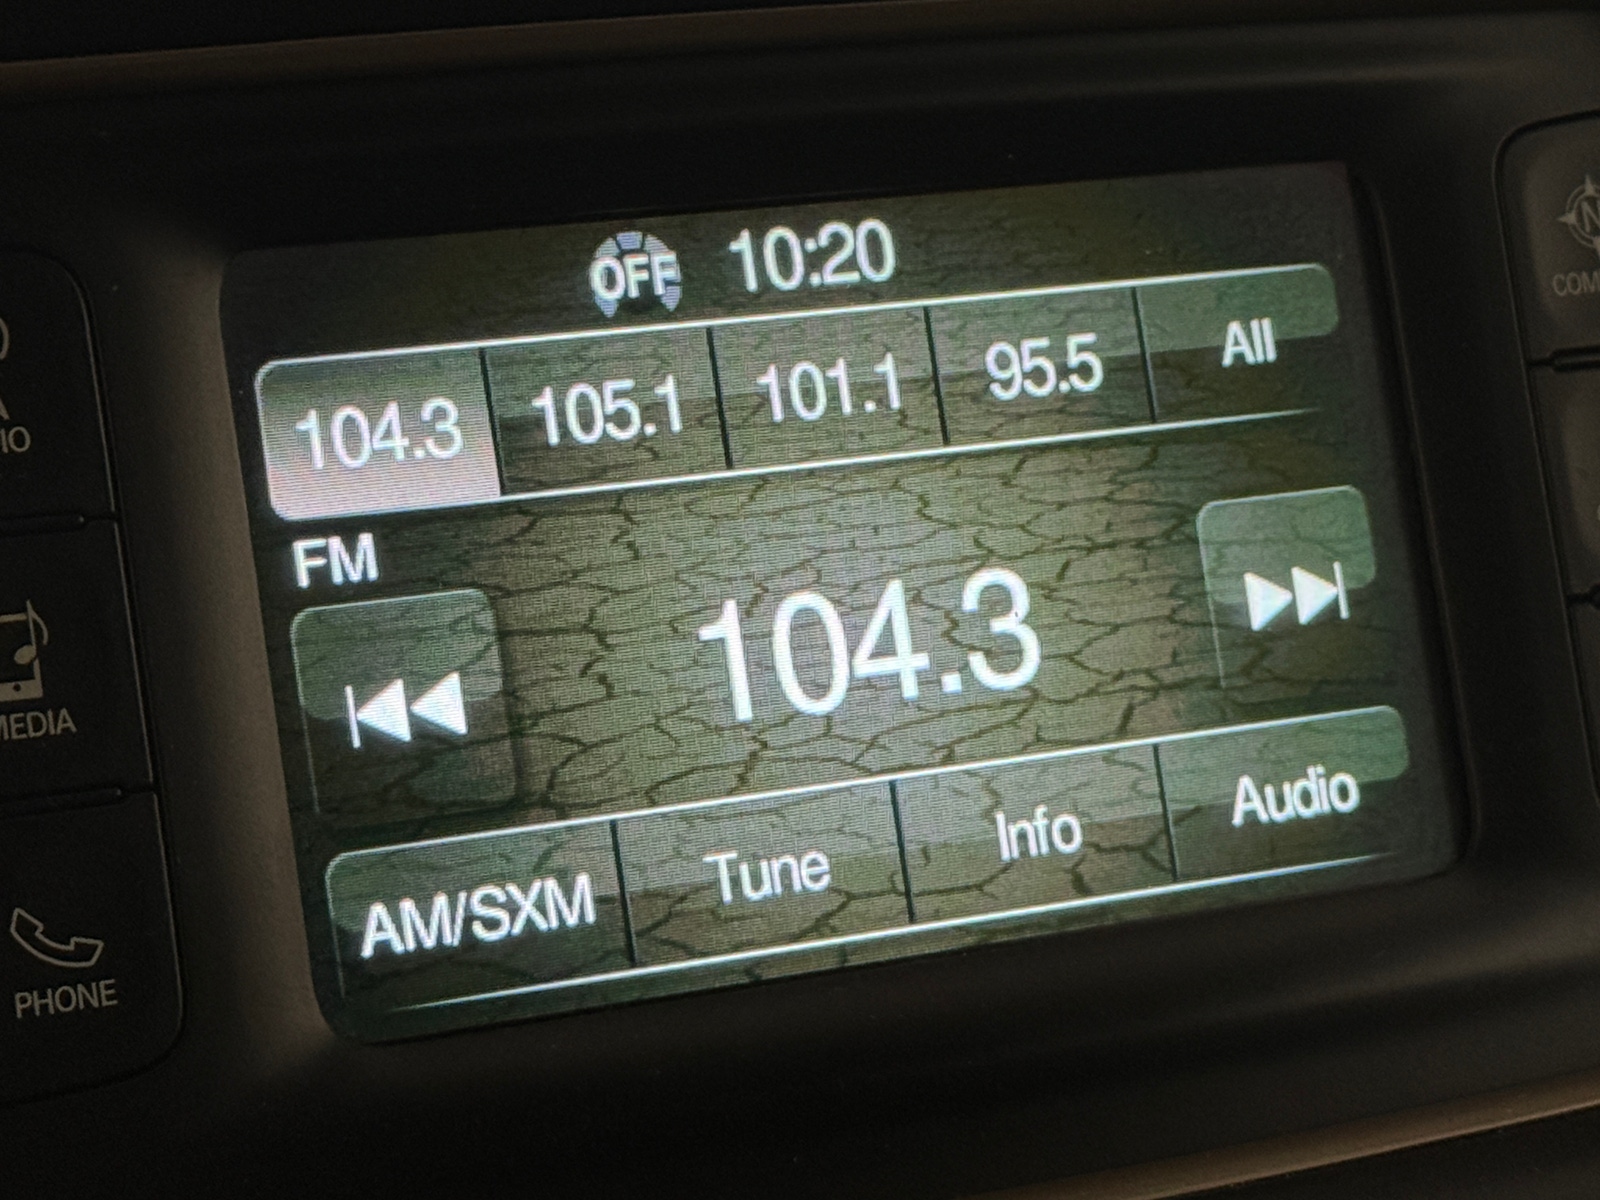 OFF 10:20
104.3 105.1 101.1 95.5 All
FM
104.3
AM/SXM Tune Info Audio
PHONE